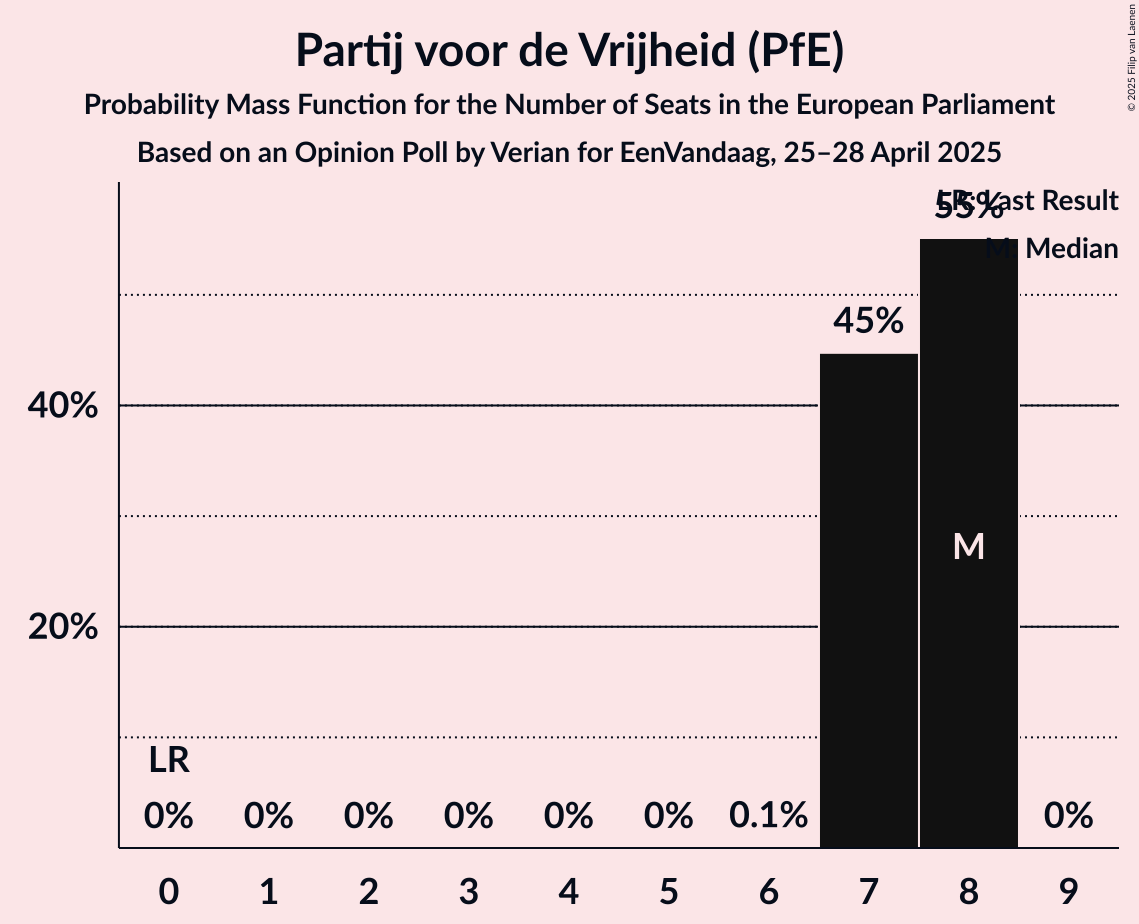 Partij voor de Vrijheid (PfE)
Probability Mass Function for the Number of Seats in the European Parliament
Based on an Opinion Poll by Verian for EenVandaag, 25–28 April 2025
© 2025 Filip van Laenen
LR: Last Result
M: Median
55%
45%
40%
M
20%
LR
0% 0% 0% 0% 0% 0% 0.1% 0%
0 1 2 3 4 5 6 7 8 9